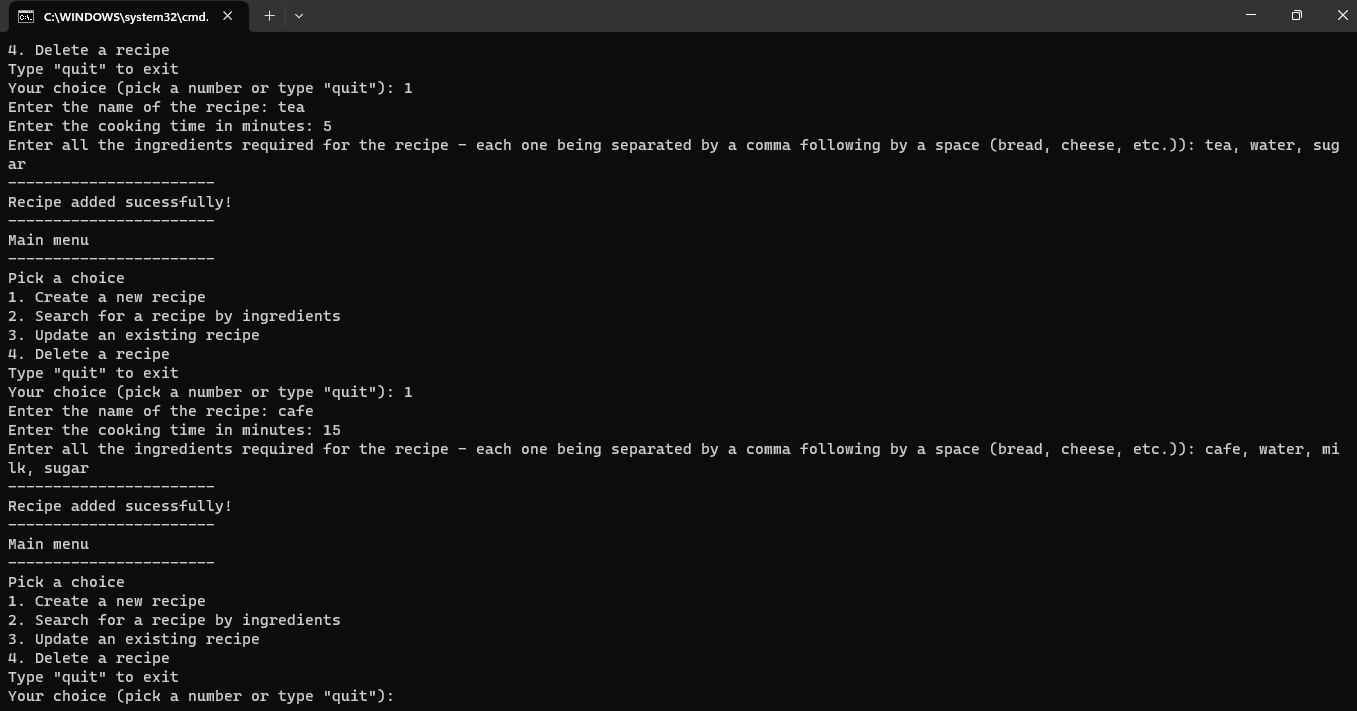 C:\WINDOWS\system32\cmd.
4. Delete a recipe
Type "quit" to exit
Your choice (pick a number or type "quit"): 1
Enter the name of the recipe: tea
Enter the cooking time in minutes: 5
Enter all the ingredients required for the recipe - each one being separated by a comma following by a space (bread, cheese, etc.)): tea, water, sug
ar
-----------------------
Recipe added sucessfully!
-----------------------
Main menu
-----------------------
Pick a choice
1. Create a new recipe
2. Search for a recipe by ingredients
3. Update an existing recipe
4. Delete a recipe
Type "quit" to exit
Your choice (pick a number or type "quit"): 1
Enter the name of the recipe: cafe
Enter the cooking time in minutes: 15
Enter all the ingredients required for the recipe - each one being separated by a comma following by a space (bread, cheese, etc.)): cafe, water, mi
lk, sugar
-----------------------
Recipe added sucessfully!
-----------------------
Main menu
-----------------------
Pick a choice
1. Create a new recipe
2. Search for a recipe by ingredients
3. Update an existing recipe
4. Delete a recipe
Type "quit" to exit
Your choice (pick a number or type "quit"):